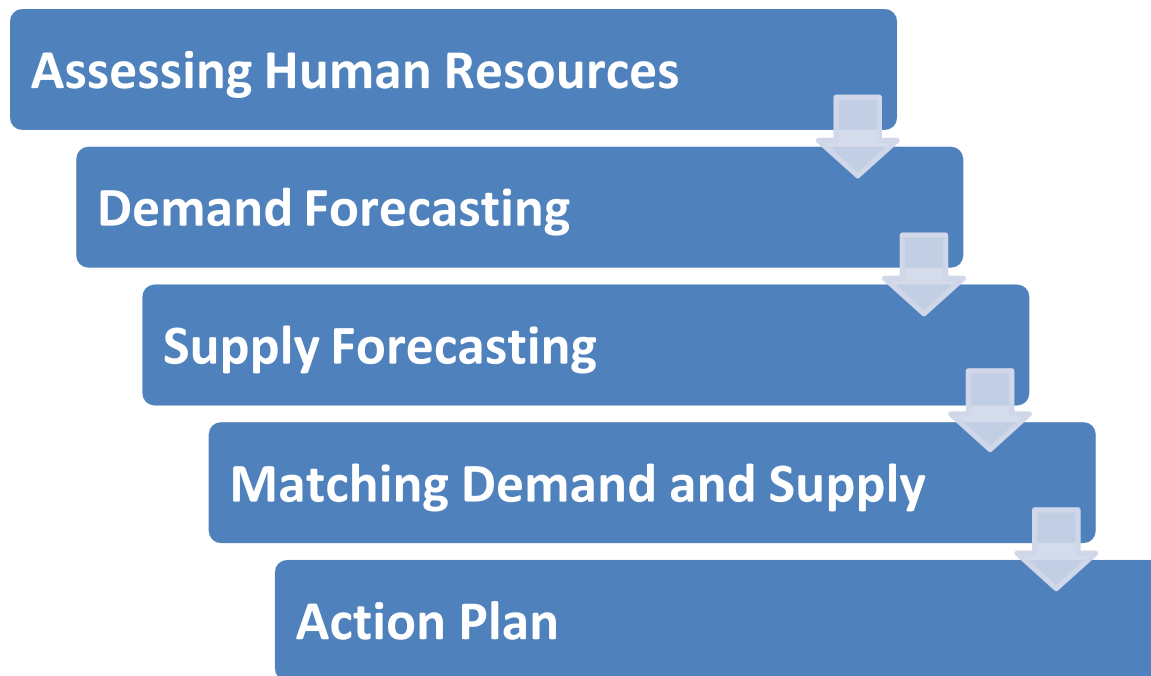 Assessing Human Resources
Demand Forecasting
Supply Forecasting
Matching Demand and Supply
Action Plan